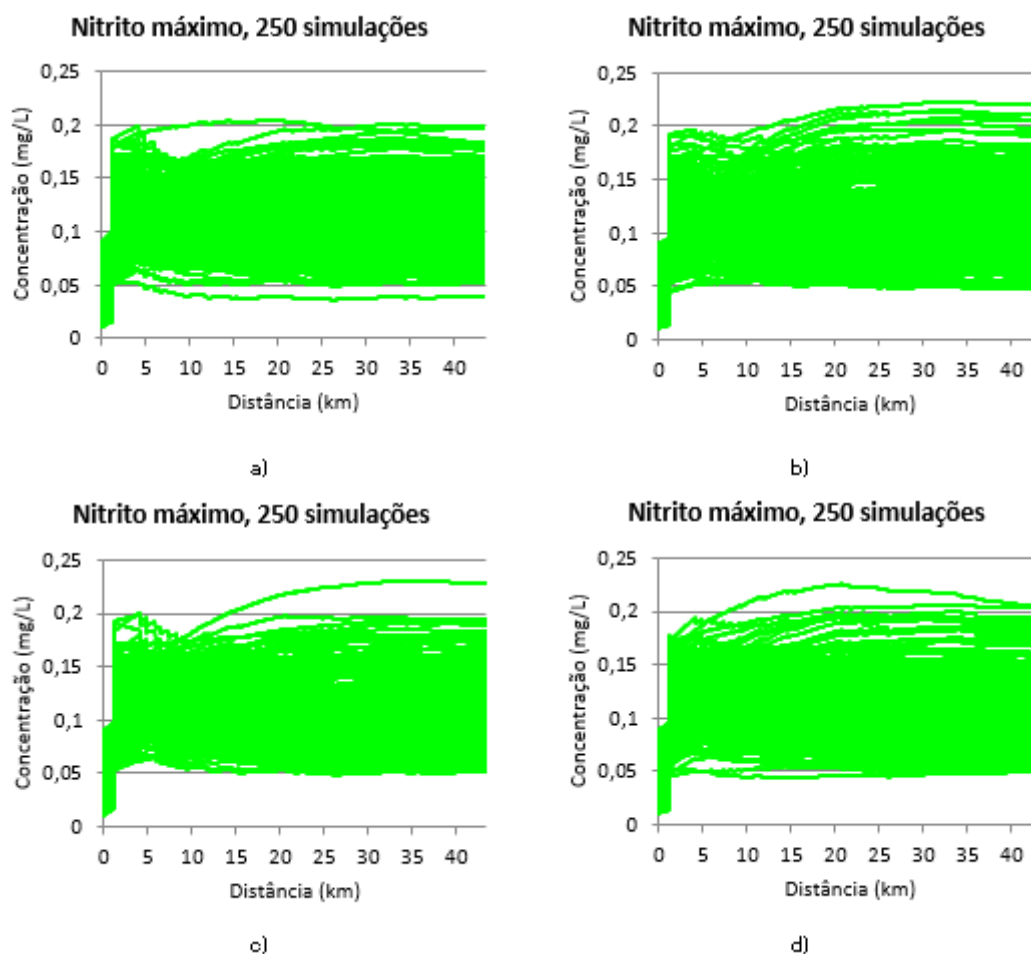 Nitrito máximo, 250 simulações
Concentração (mg/L)
0,25
0,2
0,15
0,1
0,05
0
0 5 10 15 20 25 30 35 40
Distância (km)
a)
Nitrito máximo, 250 simulações
Concentração (mg/L)
0,25
0,2
0,15
0,1
0,05
0
0 5 10 15 20 25 30 35 40
Distância (km)
b)
Nitrito máximo, 250 simulações
Concentração (mg/L)
0,25
0,2
0,15
0,1
0,05
0
0 5 10 15 20 25 30 35 40
Distância (km)
c)
Nitrito máximo, 250 simulações
Concentração (mg/L)
0,25
0,2
0,15
0,1
0,05
0
0 5 10 15 20 25 30 35 40
Distância (km)
d)